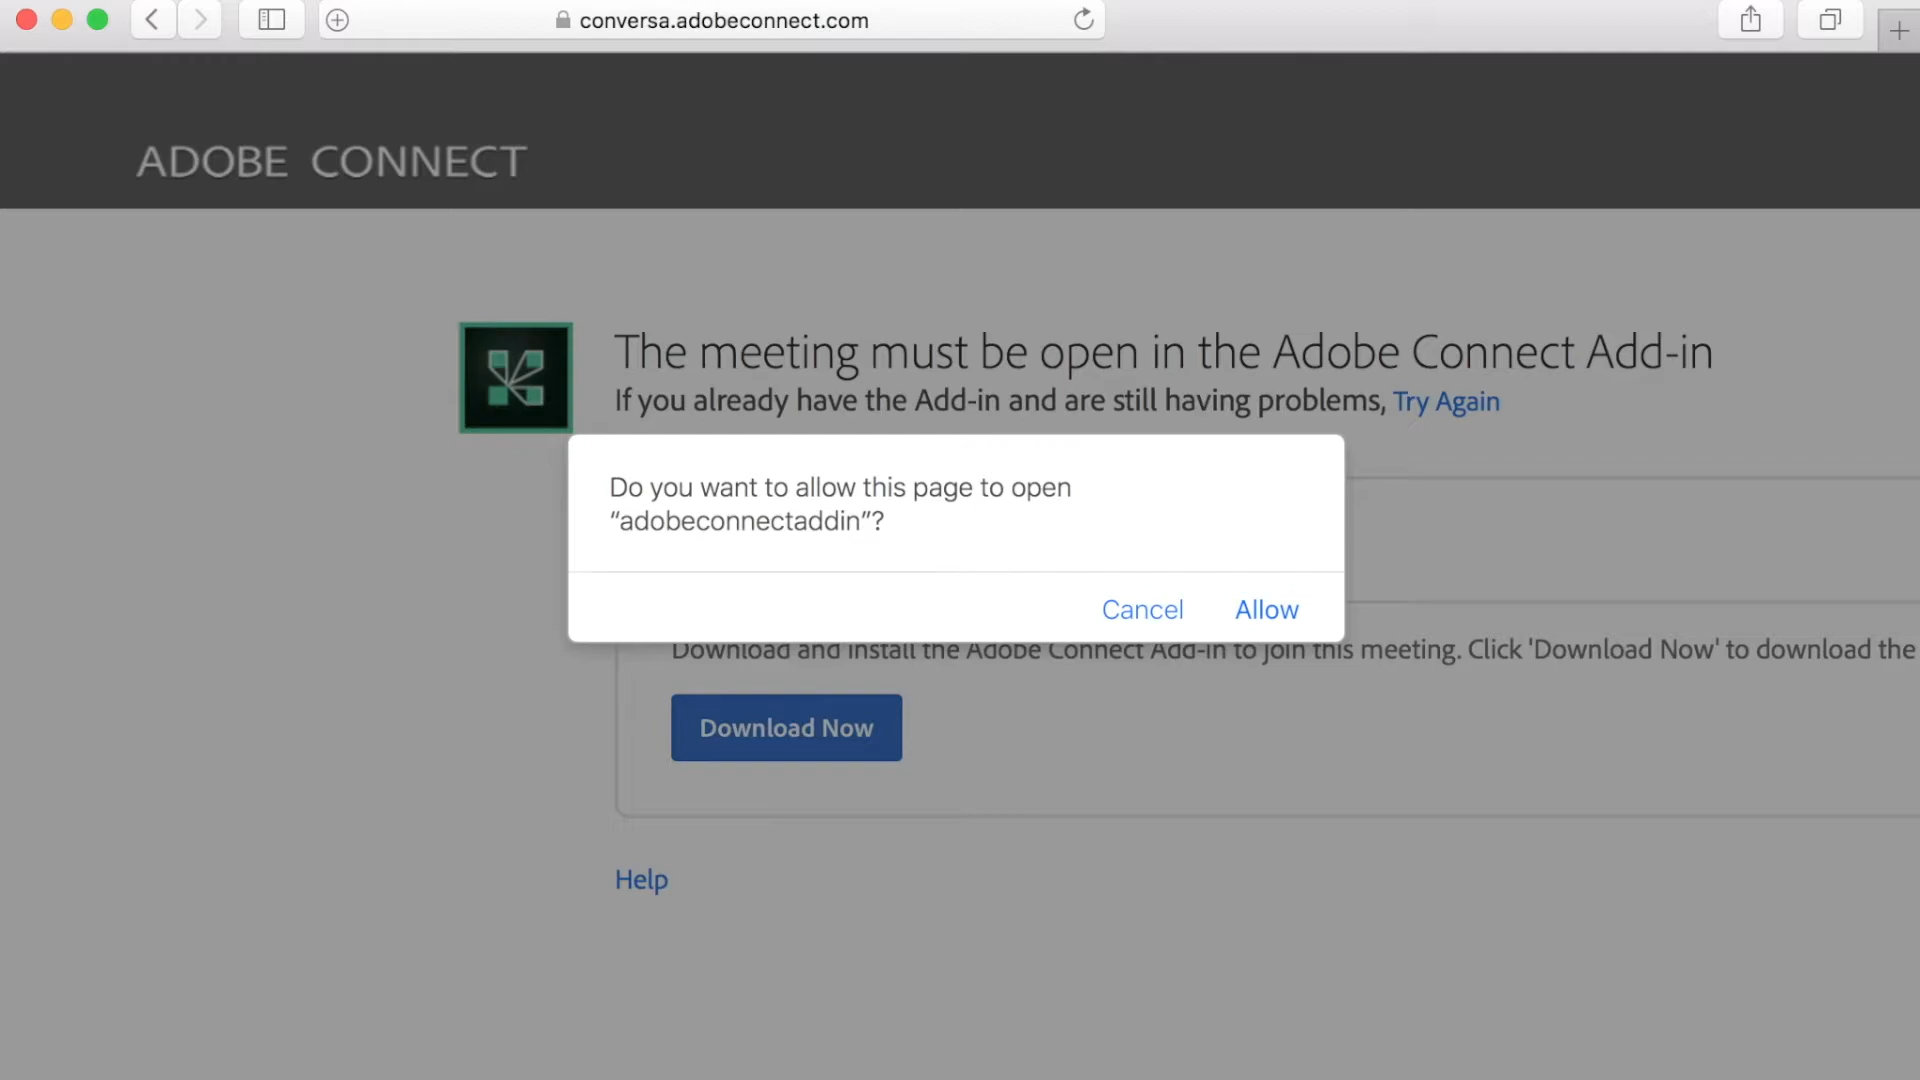 conversa.adobeconnect.com
ADOBE CONNECT
The meeting must be open in the Adobe Connect Add-in
If you already have the Add-in and are still having problems, Try Again
Do you want to allow this page to open
“adobeconnectaddin”?
Cancel Allow
Download and install the Adobe Connect Add-in to join this meeting. Click 'Download Now' to download the
Download Now
Help